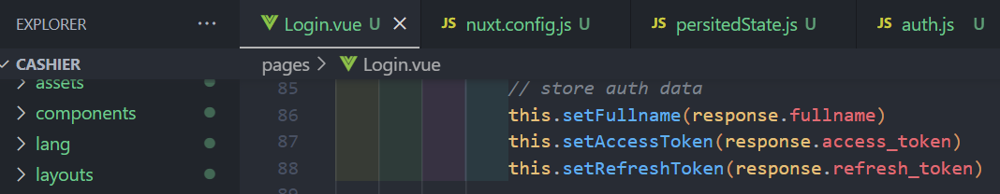 EXPLORER ··· Login.vue U × JS nuxt.config.js U JS persitedState.js U JS auth.js U
CASHIER pages > Login.vue
assets
components
lang
layouts
85 // store auth data
86 this.setFullname(response.fullname)
87 this.setAccessToken(response.access_token)
88 this.setRefreshToken(response.refresh_token)
89